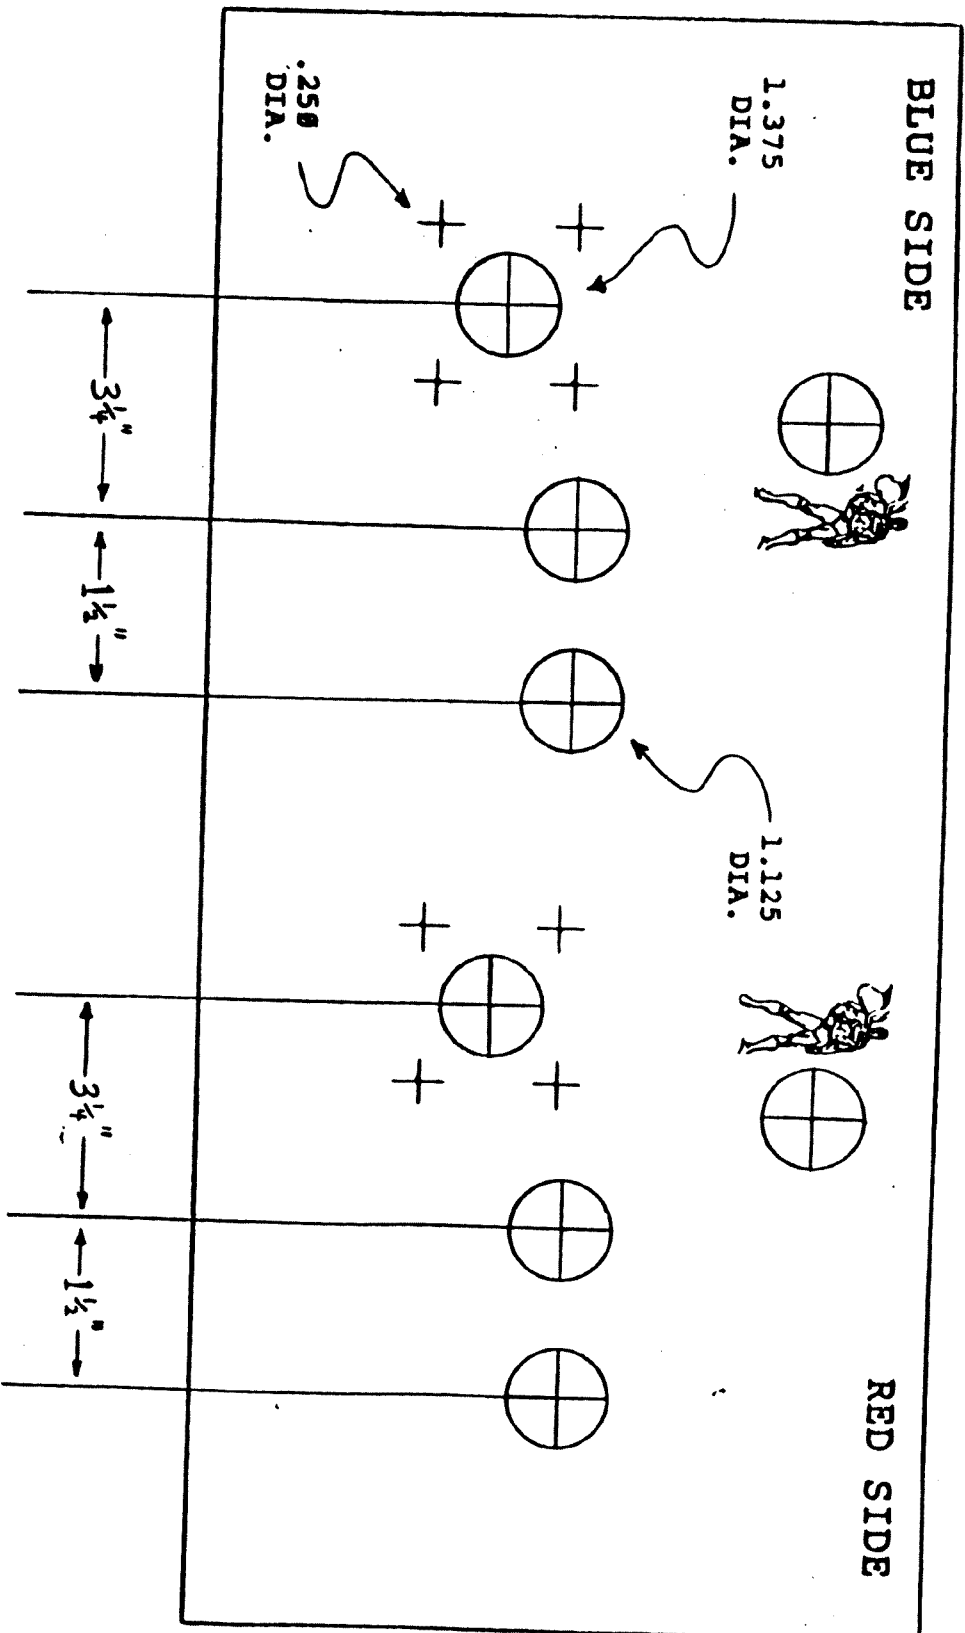 BLUE SIDE
RED SIDE
1.375
DIA.
1.125
DIA.
.250
DIA.
3¼"
1½"
3¼"
1½"